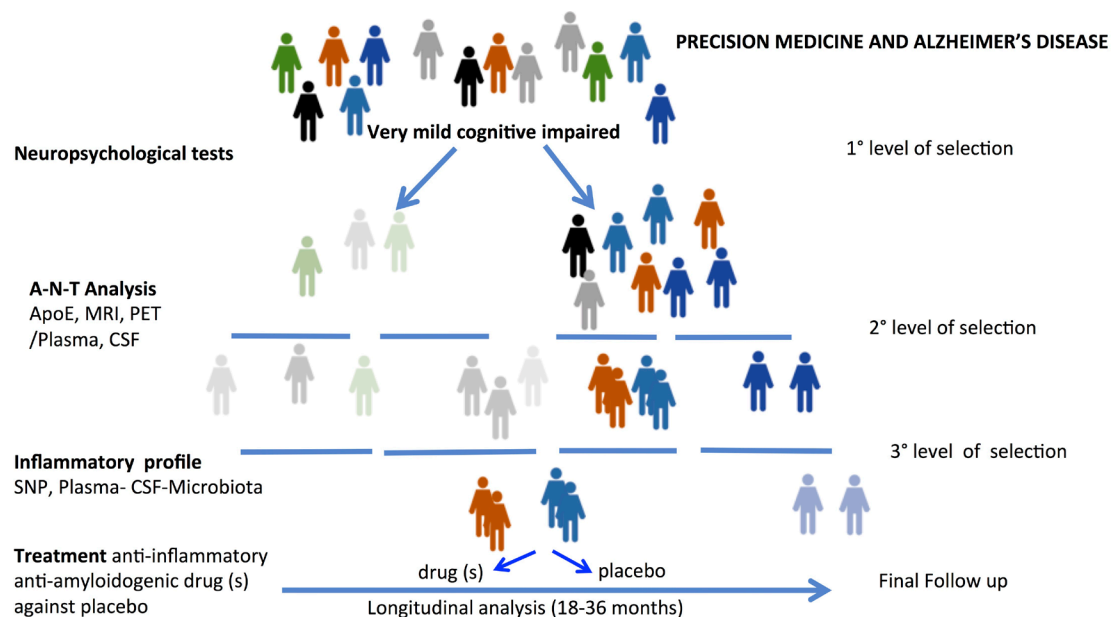 PRECISION MEDICINE AND ALZHEIMER'S DISEASE
Very mild cognitive impaired
Neuropsychological tests
1° level of selection
A-N-T Analysis
ApoE, MRI, PET
/Plasma, CSF
2° level of selection
Inflammatory profile
SNP, Plasma- CSF-Microbiota
3° level of selection
Treatment anti-inflammatory
anti-amyloidogenic drug (s)
against placebo
drug (s)
placebo
Longitudinal analysis (18-36 months)
Final Follow up